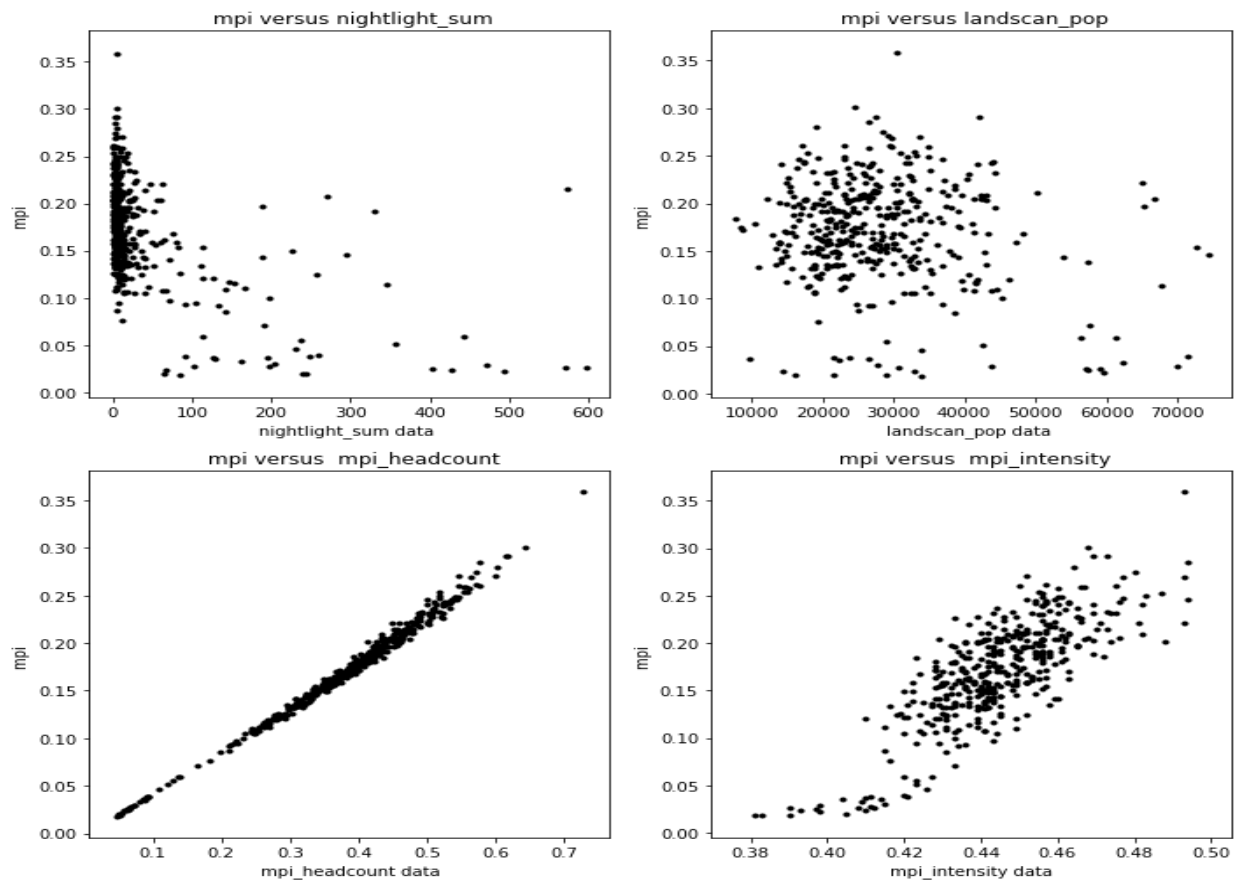 mpi versus nightlight_sum
mpi
0.35
0.30
0.25
0.20
0.15
0.10
0.05
0.00
0 100 200 300 400 500 600
nightlight_sum data
mpi versus landscan_pop
mpi
0.35
0.30
0.25
0.20
0.15
0.10
0.05
0.00
10000 20000 30000 40000 50000 60000 70000
landscan_pop data
mpi versus mpi_headcount
mpi
0.35
0.30
0.25
0.20
0.15
0.10
0.05
0.00
0.1 0.2 0.3 0.4 0.5 0.6 0.7
mpi_headcount data
mpi versus mpi_intensity
mpi
0.35
0.30
0.25
0.20
0.15
0.10
0.05
0.00
0.38 0.40 0.42 0.44 0.46 0.48 0.50
mpi_intensity data